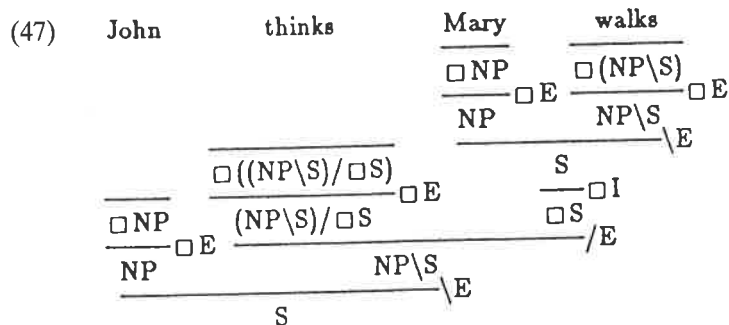 (47) John thinks Mary walks
□ NP □ (NP\S)
□ E □ E
NP NP\S
\E
□ ((NP\S)/ □ S) S
□ E □ I
□ NP (NP\S)/ □ S □ S
□ E /E
NP NP\S
\E
S